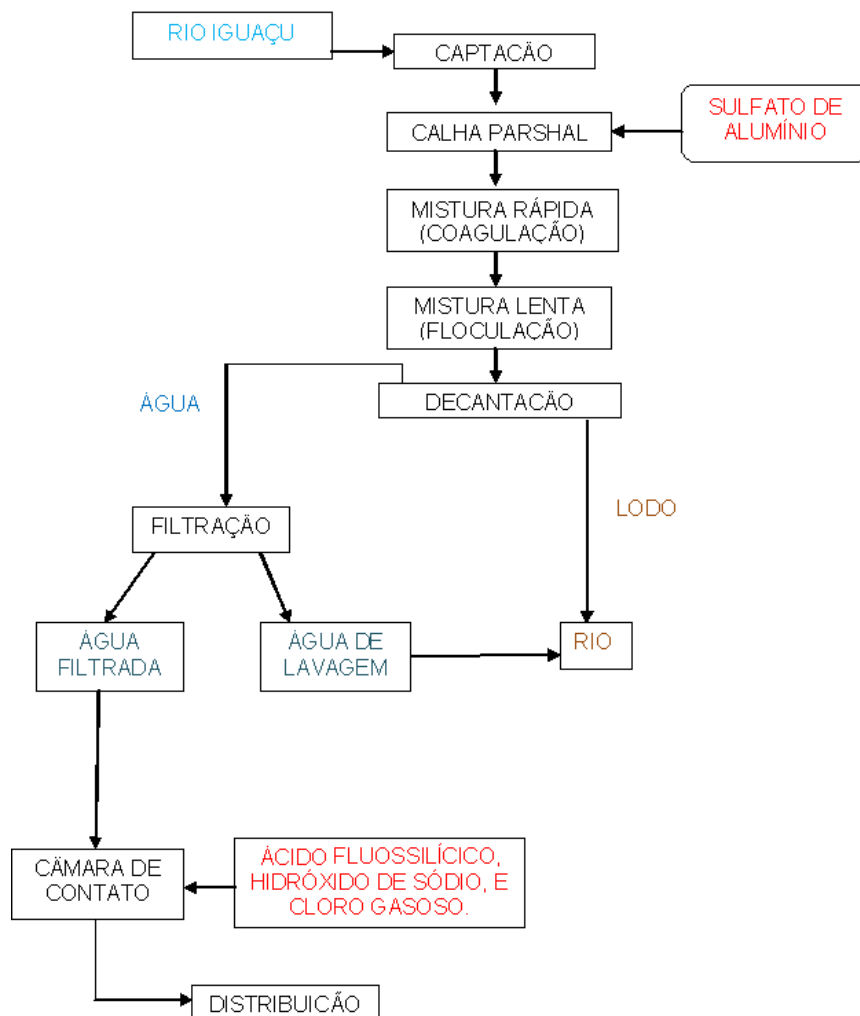 RIO IGUAÇU
CAPTACÃO
SULFATO DE
ALUMÍNIO
CALHA PARSHAL
MISTURA RÁPIDA
(COAGULAÇÃO)
MISTURA LENTA
(FLOCULAÇÃO)
DECANTACÃO
ÁGUA
LODO
FILTRAÇÃO
ÁGUA
FILTRADA
ÁGUA DE
LAVAGEM
RIO
CÂMARA DE
CONTATO
ÁCIDO FLUOSSILÍCICO,
HIDRÓXIDO DE SÓDIO, E
CLORO GASOSO.
DISTRIBUICÃO